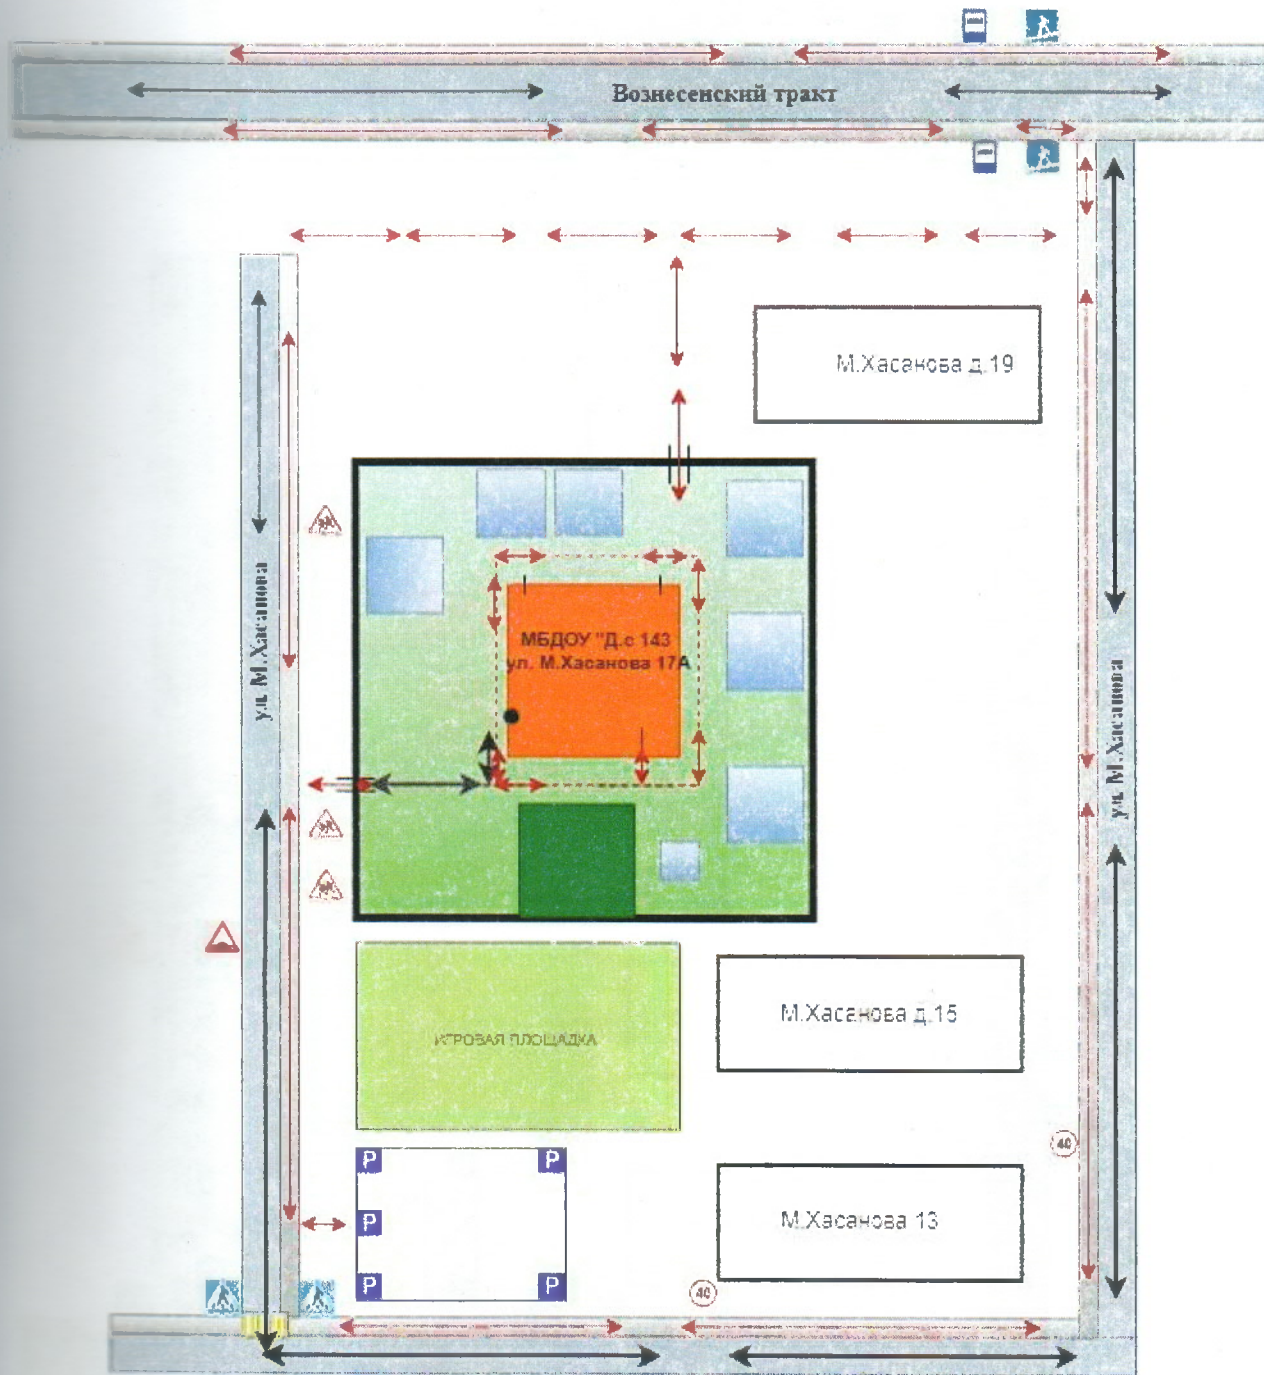 Вознесенский тракт
М.Хасанова д.19
ул. М.Хасанова
МБДОУ "Д.с 143
ул. М.Хасанова 17А
ул. М.Хасанова
М.Хасанова д.15
ИГРОВАЯ ПЛОЩАДКА
40
P
P
P
М.Хасанова 13
P
P
40